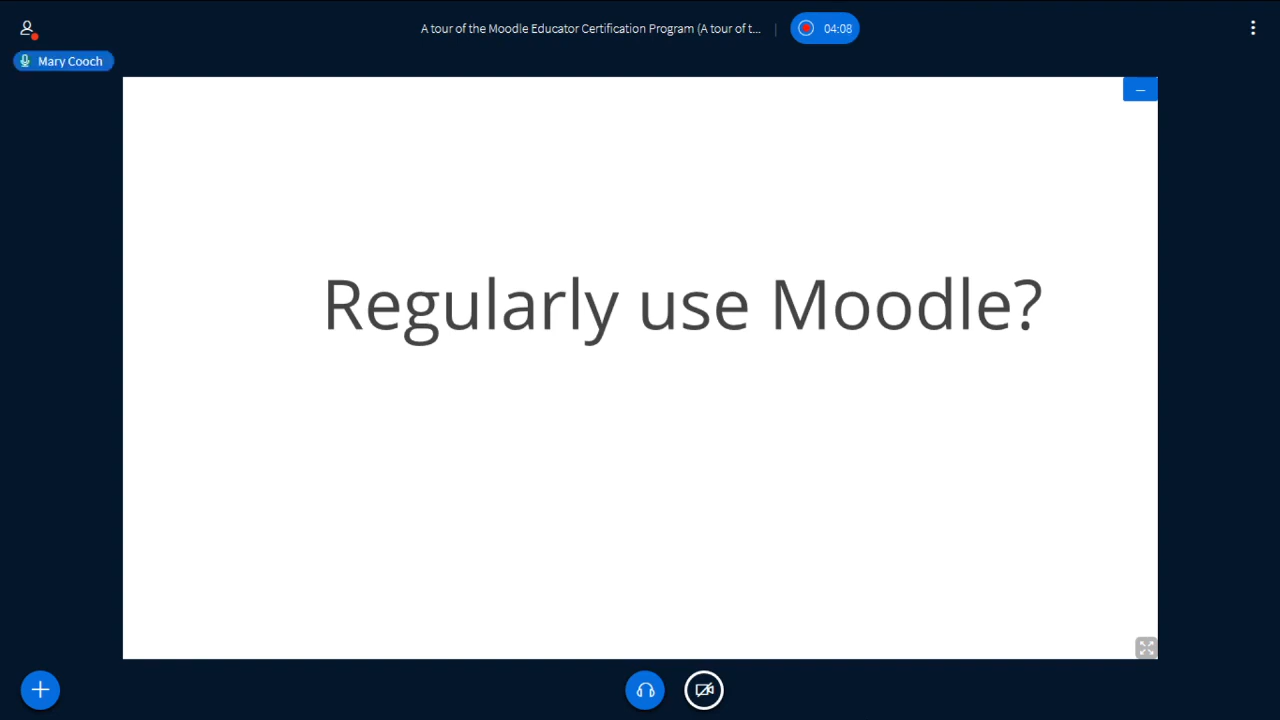 A tour of the Moodle Educator Certification Program (A tour of t...
04:08
Mary Cooch
Regularly use Moodle?